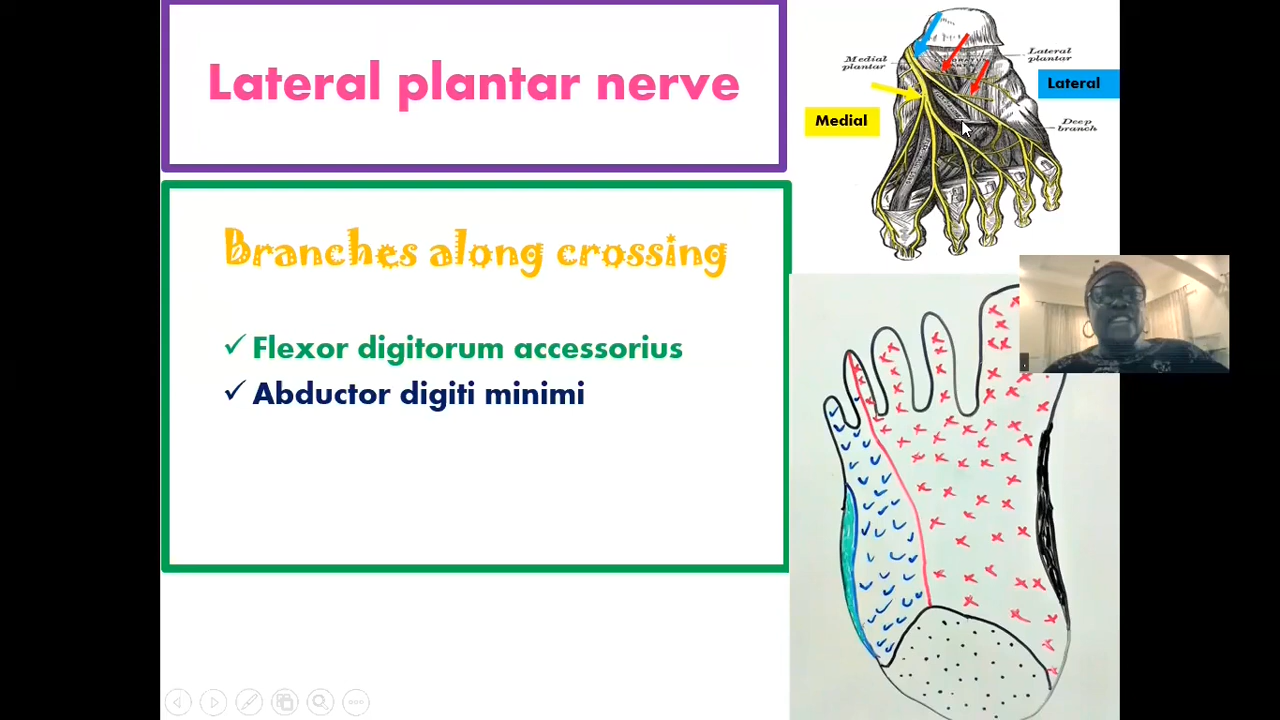 Lateral plantar nerve
Branches along crossing
✓ Flexor digitorum accessorius
✓ Abductor digiti minimi
Medial
plantar
Lateral
plantar
Lateral
Medial
Deep
branch